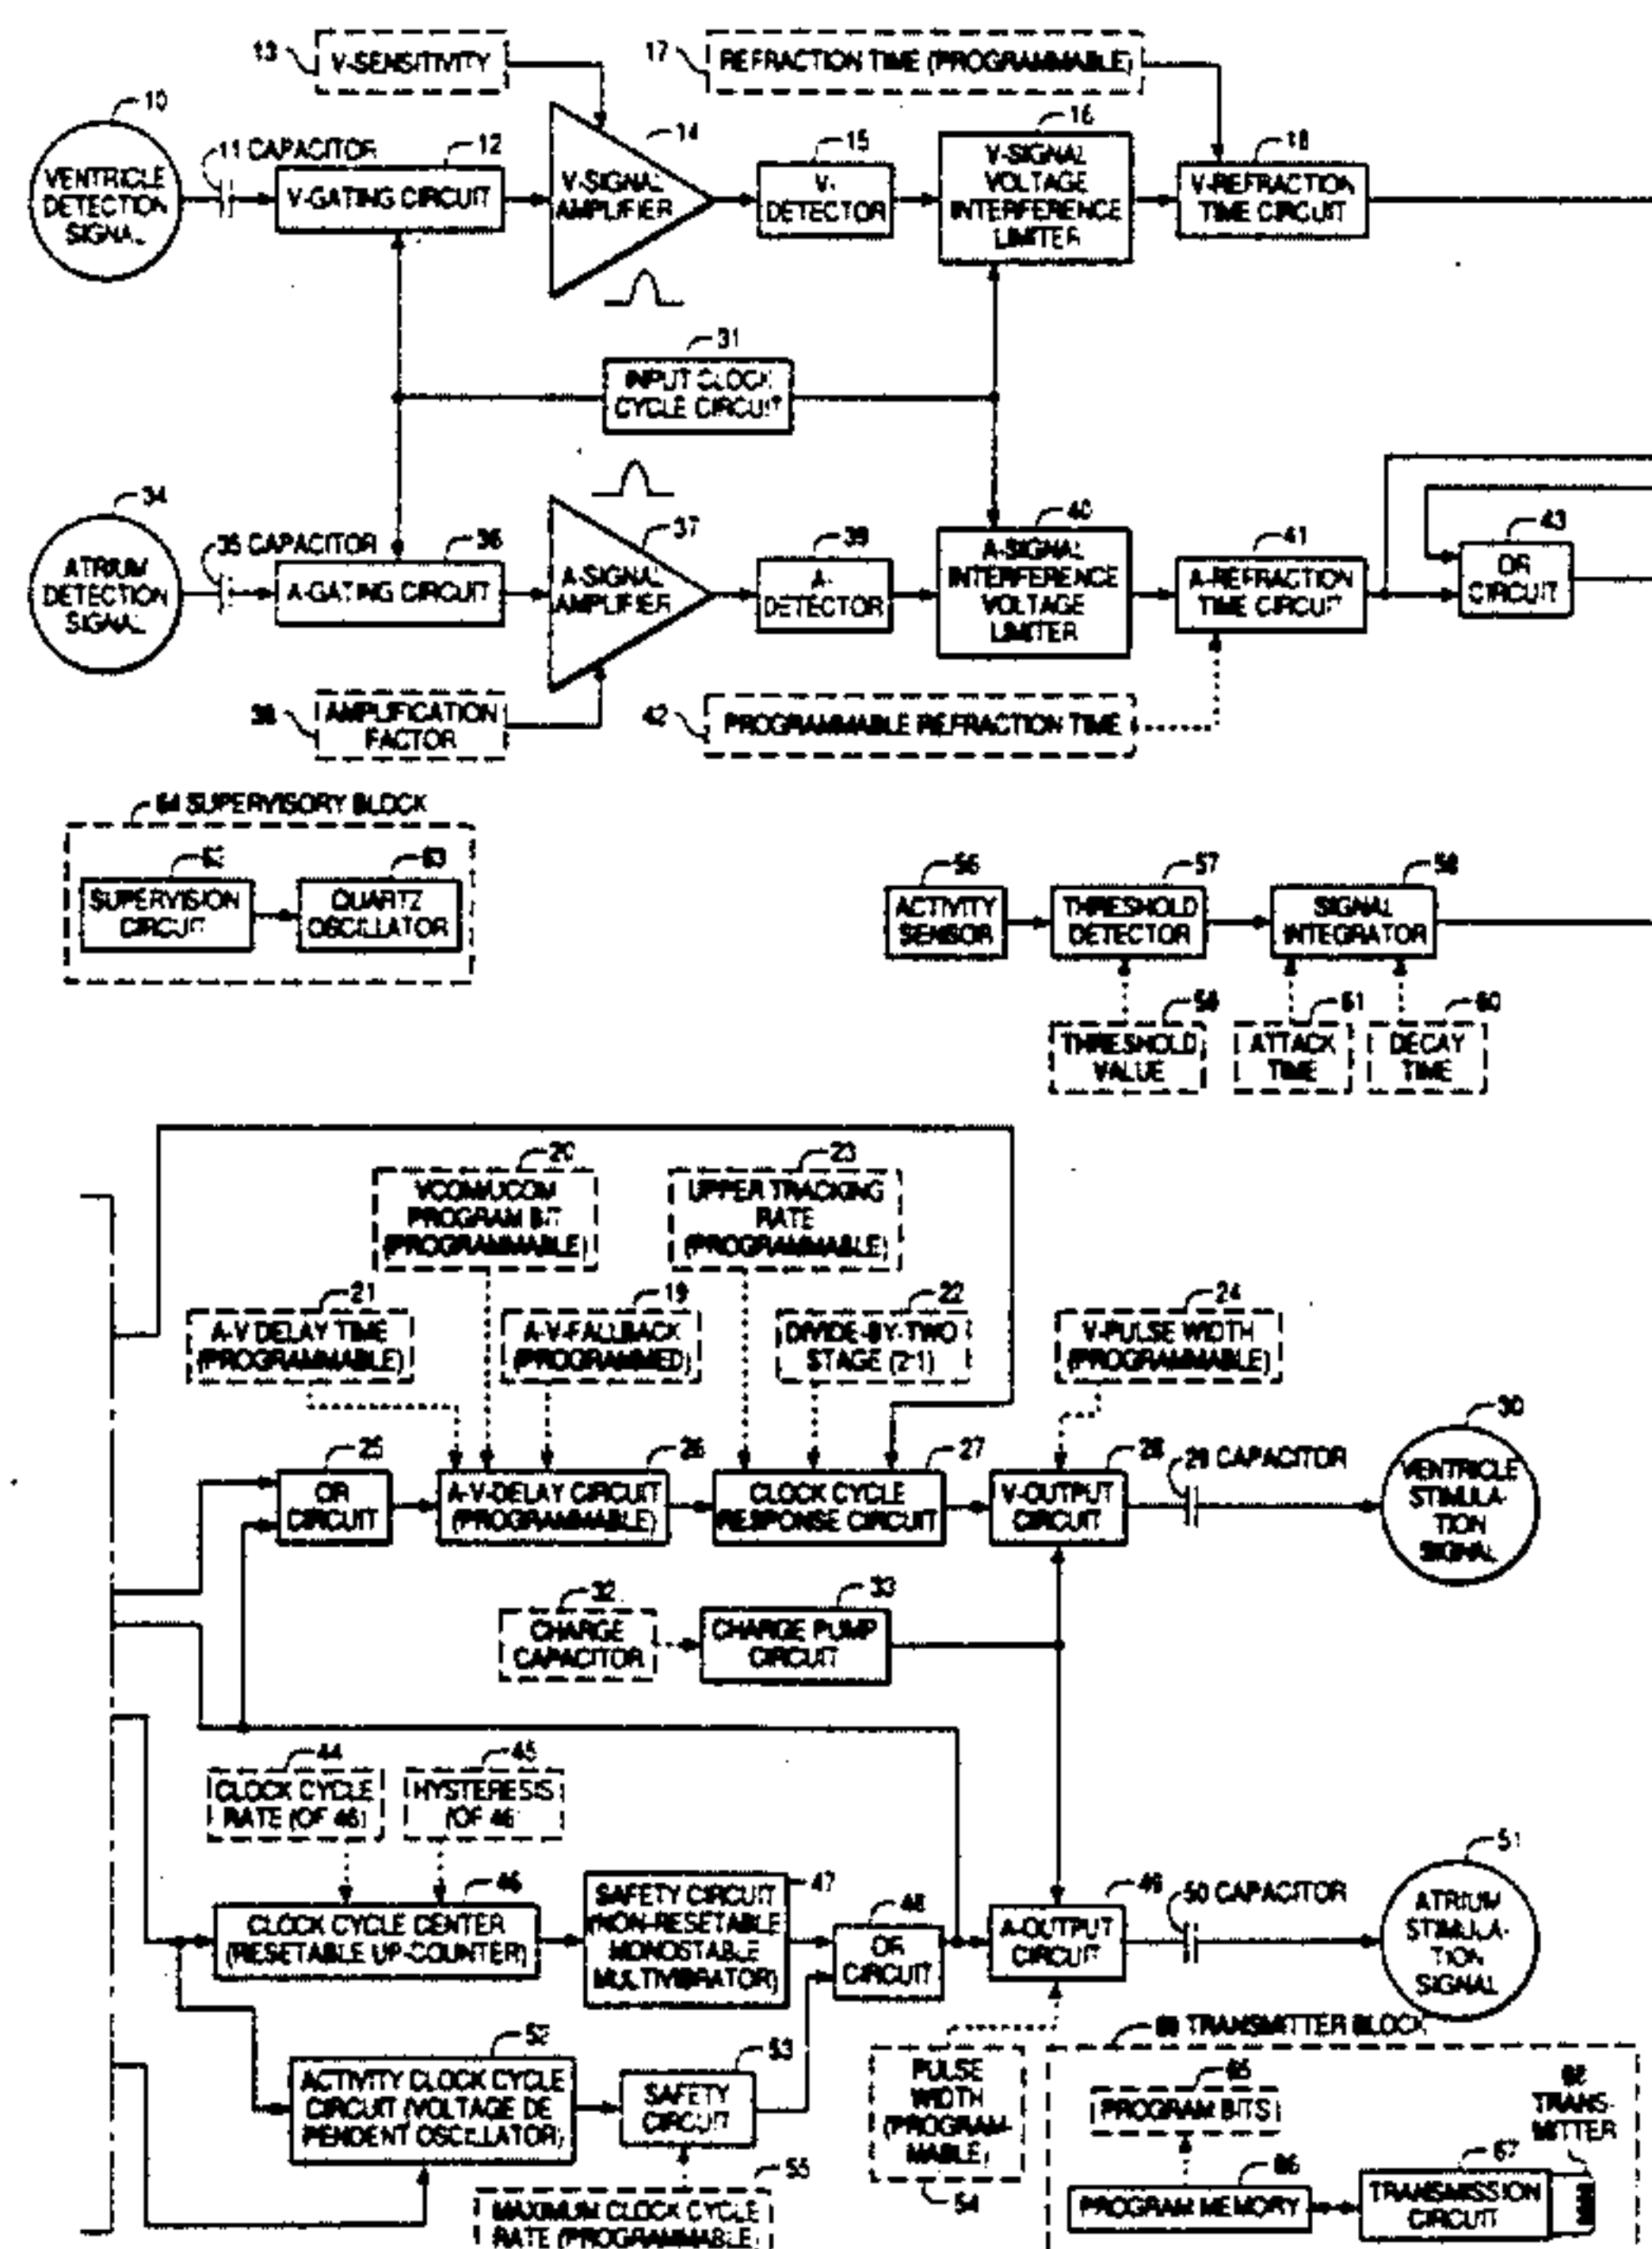 13
V-SENSITIVITY
17
REFRACTION TIME (PROGRAMMABLE)
10
VENTRICLE
DETECTION
SIGNAL
11 CAPACITOR
12
V-GATING CIRCUIT
14
V-SIGNAL
AMPLIFIER
15
V-
DETECTOR
16
V-SIGNAL
VOLTAGE
INTERFERENCE
LIMITER
18
V-REFRACTION
TIME CIRCUIT
31
INPUT CLOCK
CYCLE CIRCUIT
34
ATRIUM
DETECTION
SIGNAL
35 CAPACITOR
36
A-GATING CIRCUIT
37
A-SIGNAL
AMPLIFIER
39
A-
DETECTOR
40
A-SIGNAL
INTERFERENCE
VOLTAGE
LIMITER
41
A-REFRACTION
TIME CIRCUIT
43
OR
CIRCUIT
AMPLIFICATION
FACTOR
42
PROGRAMMABLE REFRACTION TIME
64 SUPERVISORY BLOCK
62
SUPERVISION
CIRCUIT
63
QUARTZ
OSCILLATOR
56
ACTIVITY
SENSOR
57
THRESHOLD
DETECTOR
58
SIGNAL
INTEGRATOR
THRESHOLD
VALUE
61
ATTACK
TIME
60
DECAY
TIME
20
VCOM/UCOM
PROGRAM BIT
(PROGRAMMABLE)
23
UPPER TRACKING
RATE
(PROGRAMMABLE)
21
A-V DELAY TIME
(PROGRAMMABLE)
19
A-V-FALLBACK
(PROGRAMMED)
22
DIVIDE-BY-TWO
STAGE (2:1)
24
V-PULSE WIDTH
(PROGRAMMABLE)
25
OR
CIRCUIT
26
A-V-DELAY CIRCUIT
(PROGRAMMABLE)
27
CLOCK CYCLE
RESPONSE CIRCUIT
28
V-OUTPUT
CIRCUIT
29 CAPACITOR
30
VENTRICLE
STIMULA-
TION
SIGNAL
32
CHARGE
CAPACITOR
33
CHARGE PUMP
CIRCUIT
44
CLOCK CYCLE
RATE (OF 46)
45
HYSTERESIS
(OF 46
46
CLOCK CYCLE CENTER
(RESETABLE UP-COUNTER)
47
SAFETY CIRCUIT
(NON-RESETABLE
MONOSTABLE
MULTIVIBRATOR)
48
OR
CIRCUIT
49
A-OUTPUT
CIRCUIT
50 CAPACITOR
51
ATRIUM
STIMULA-
TION
SIGNAL
52
ACTIVITY CLOCK CYCLE
CIRCUIT (VOLTAGE DE
PENDENT OSCILLATOR)
53
SAFETY
CIRCUIT
55
MAXIMUM CLOCK CYCLE
RATE (PROGRAMMABLE)
PULSE
WIDTH
(PROGRAM-
MABLE)
54
TRANSMITTER BLOCK
65
PROGRAM BITS
66
PROGRAM MEMORY
67
TRANSMISSION
CIRCUIT
TRANS-
MITTER